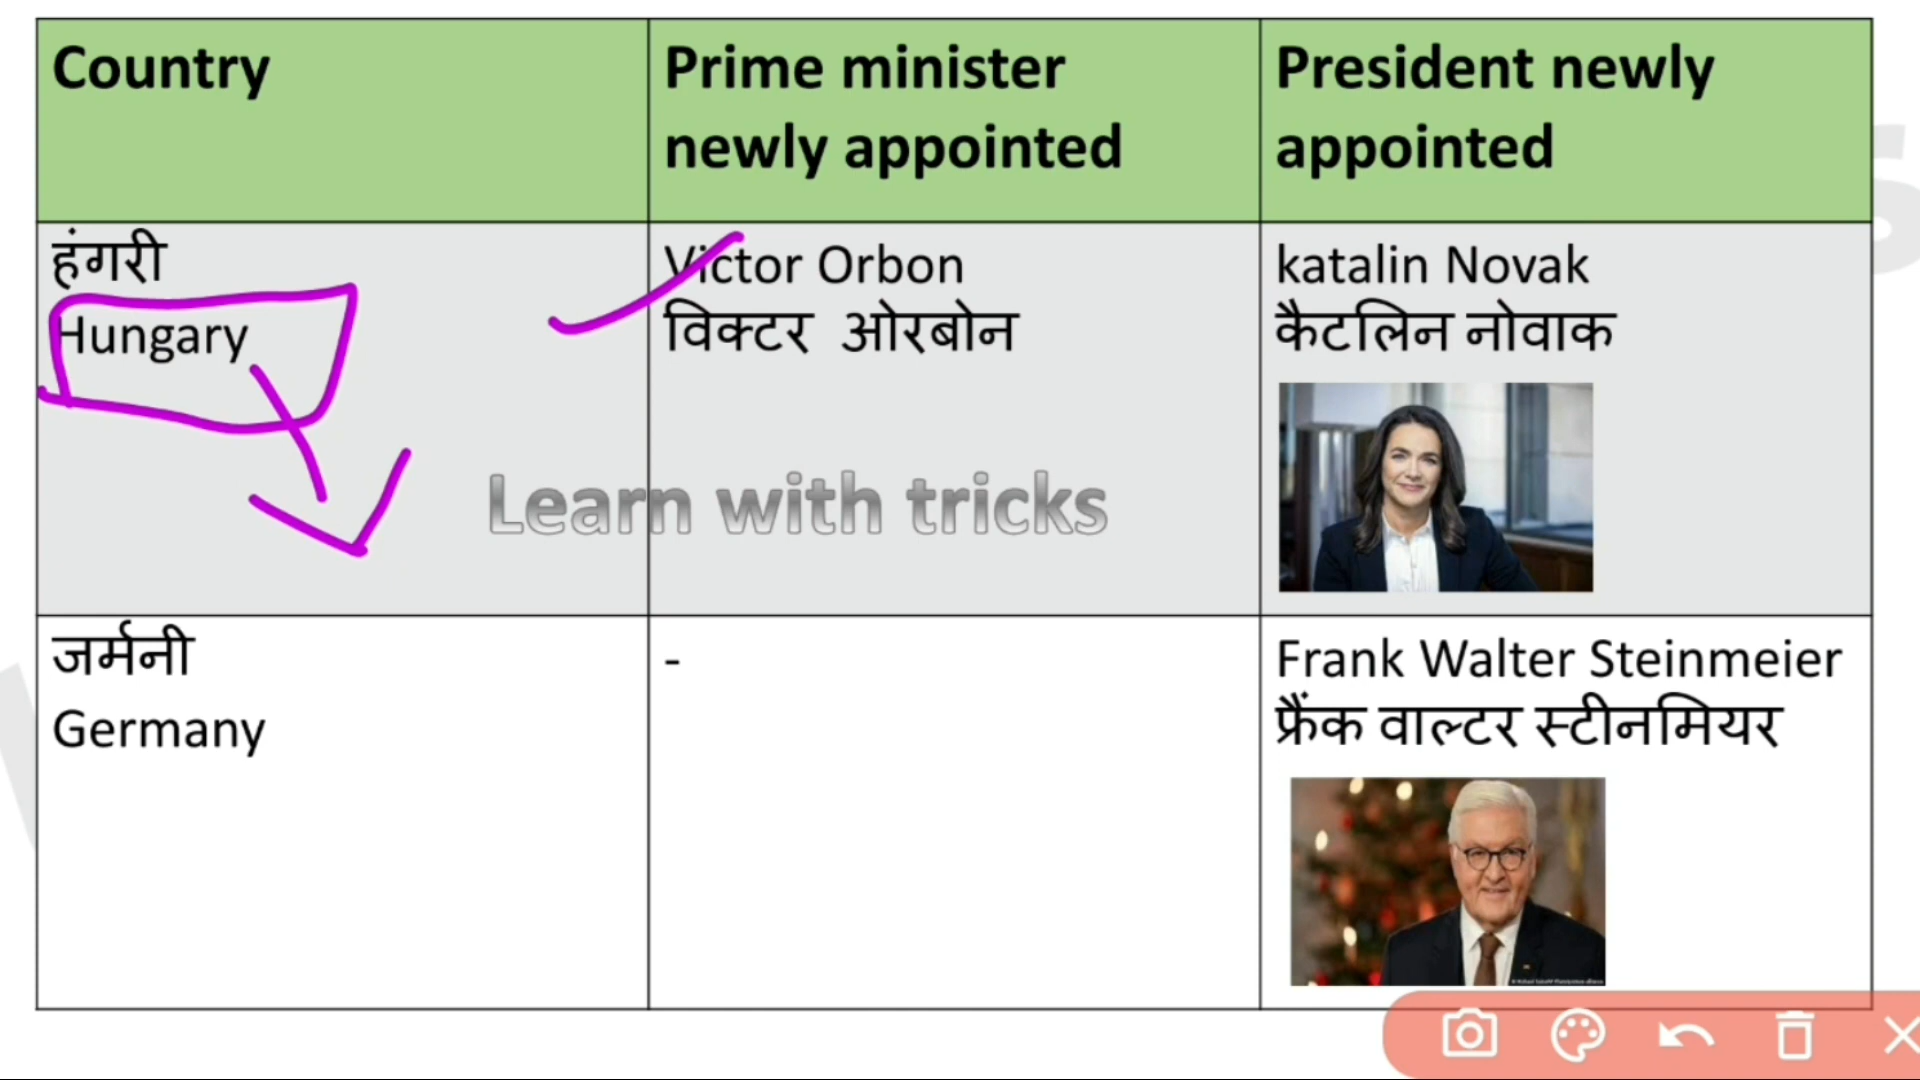 Country
Prime minister
newly appointed
President newly
appointed
हंगरी
Hungary
Victor Orbon
विक्टर ओरबोन
katalin Novak
कैटलिन नोवाक
Learn with tricks
जर्मनी
Germany
-
Frank Walter Steinmeier
फ्रैंक वाल्टर स्टीनमियर